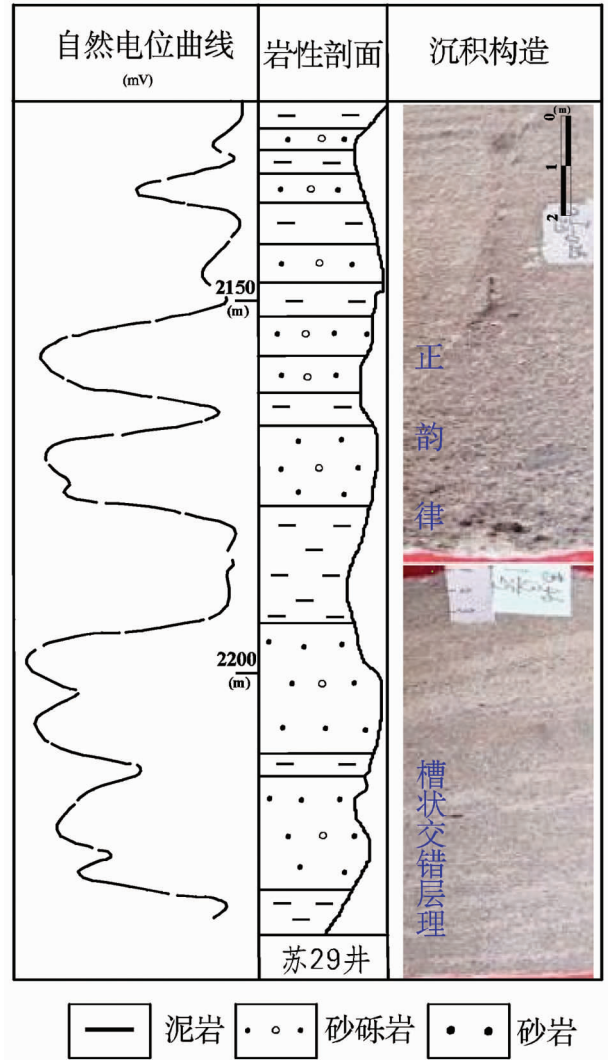 自然电位曲线
(mV)
岩性剖面
沉积构造
0
(m)
1
2
2150
(m)
正韵律
2200
(m)
槽状交错层理
苏29井
泥岩
砂砾岩
砂岩